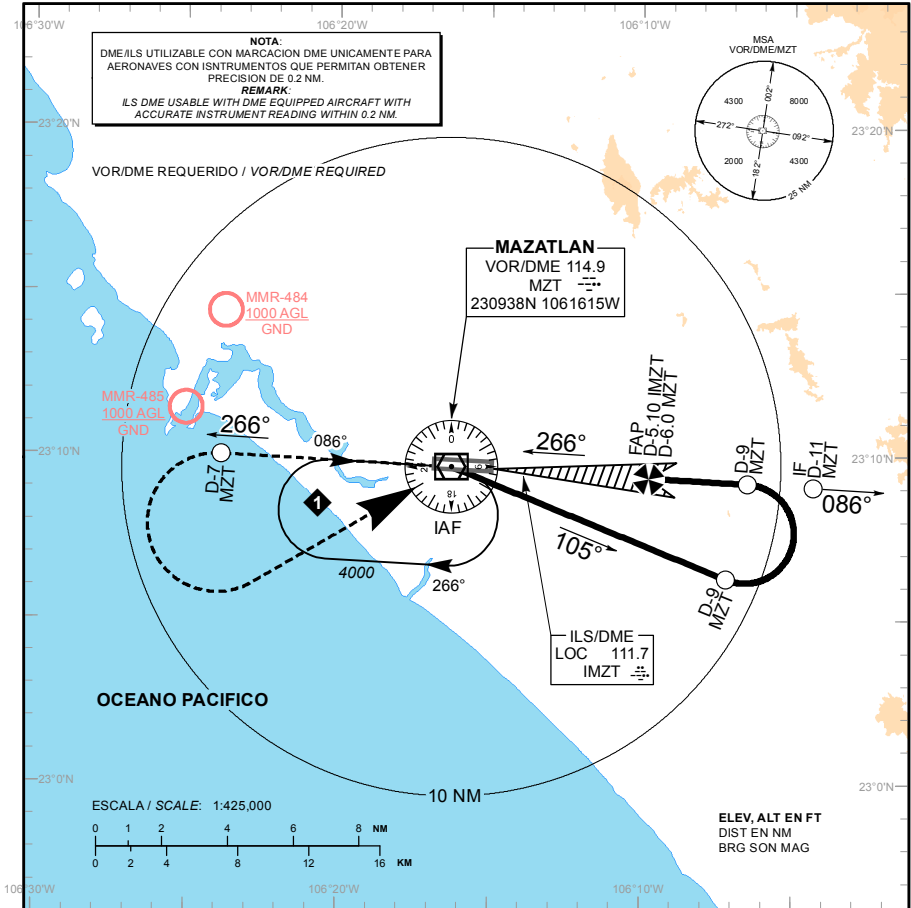 106°30'W
106°20'W
106°10'W
NOTA:
DME/ILS UTILIZABLE CON MARCACION DME UNICAMENTE PARA
AERONAVES CON ISNTRUMENTOS QUE PERMITAN OBTENER
PRECISION DE 0.2 NM.
REMARK:
ILS DME USABLE WITH DME EQUIPPED AIRCRAFT WITH
ACCURATE INSTRUMENT READING WITHIN 0.2 NM.
MSA
VOR/DME/MZT
002°
4300
8000
272°
092°
2000
4300
182°
25 NM
23°20'N
23°20'N
VOR/DME REQUERIDO / VOR/DME REQUIRED
MAZATLAN
VOR/DME 114.9
MZT
230938N 1061615W
MMR-484
1000 AGL
GND
MMR-485
1000 AGL
GND
266°
086°
D-7
MZT
0
18
IAF
266°
FAP
D-5.10 IMZT
D-6.0 MZT
D-9
MZT
IF
D-11
MZT
086°
23°10'N
23°10'N
1
4000
266°
105°
D-9
MZT
ILS/DME
LOC 111.7
IMZT
OCEANO PACIFICO
23°0'N
23°0'N
10 NM
ESCALA / SCALE: 1:425,000
0 1 2 4 6 8 NM
0 2 4 8 12 16 KM
ELEV, ALT EN FT
DIST EN NM
BRG SON MAG
106°30'W
106°20'W
106°10'W